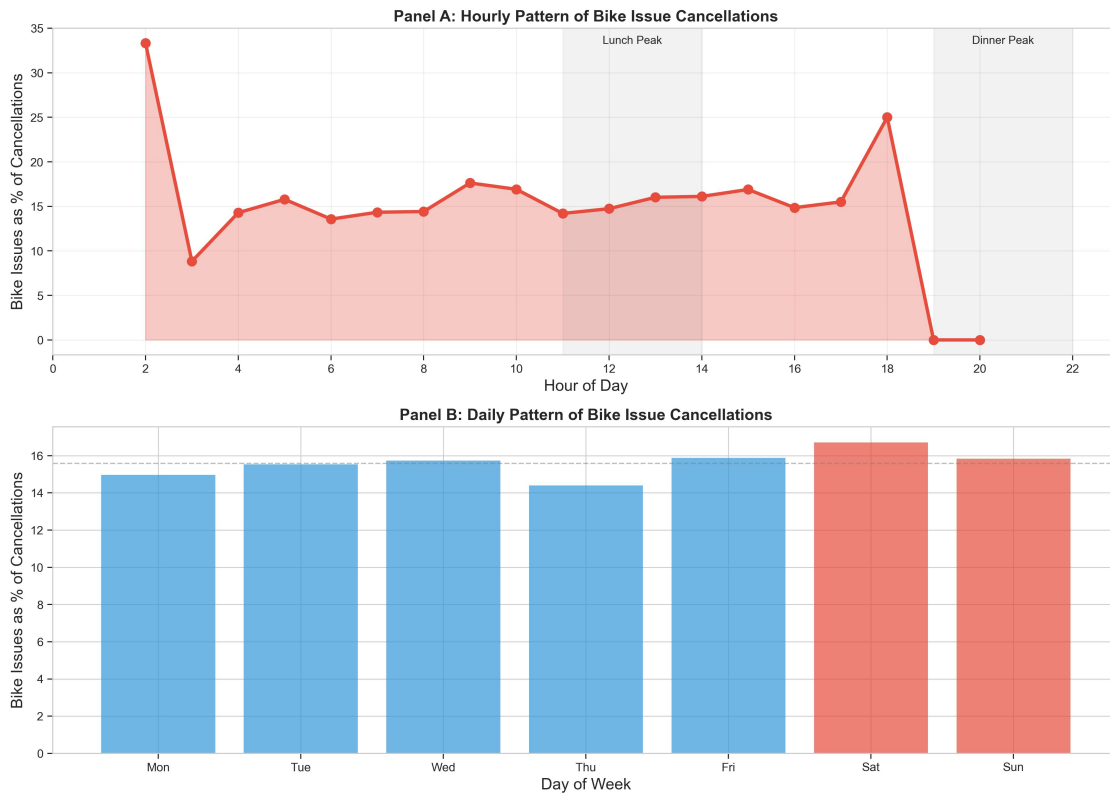 Panel A: Hourly Pattern of Bike Issue Cancellations
Bike Issues as % of Cancellations
35
30
25
20
15
10
5
0
Lunch Peak
Dinner Peak
0 2 4 6 8 10 12 14 16 18 20 22
Hour of Day
Panel B: Daily Pattern of Bike Issue Cancellations
Bike Issues as % of Cancellations
16
14
12
10
8
6
4
2
0
Mon Tue Wed Thu Fri Sat Sun
Day of Week